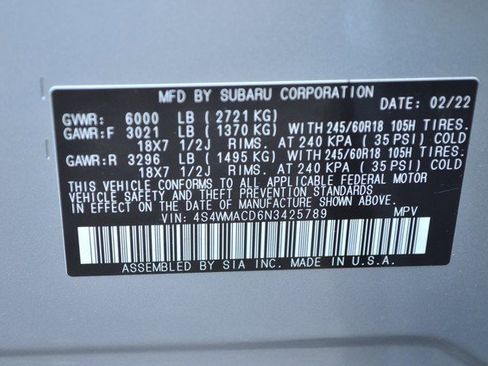 MFD BY SUBARU CORPORATION
DATE: 02/22
GVWR: 6000 LB (2721 KG)
GAWR:F 3021 LB (1370 KG) WITH 245/60R18 105H TIRES.
18X7 1/2J RIMS. AT 240 KPA (35 PSI) COLD
GAWR:R 3296 LB (1495 KG) WITH 245/60R18 105H TIRES.
18X7 1/2J RIMS. AT 240 KPA (35 PSI) COLD
THIS VEHICLE CONFORMS TO ALL APPLICABLE FEDERAL MOTOR
VEHICLE SAFETY AND THEFT PREVENTION STANDARDS
IN EFFECT ON THE DATE OF MANUFACTURE SHOWN ABOVE.
VIN: 4S4WMACD6N3425789 MPV
ASSEMBLED BY SIA INC. MADE IN U.S.A.